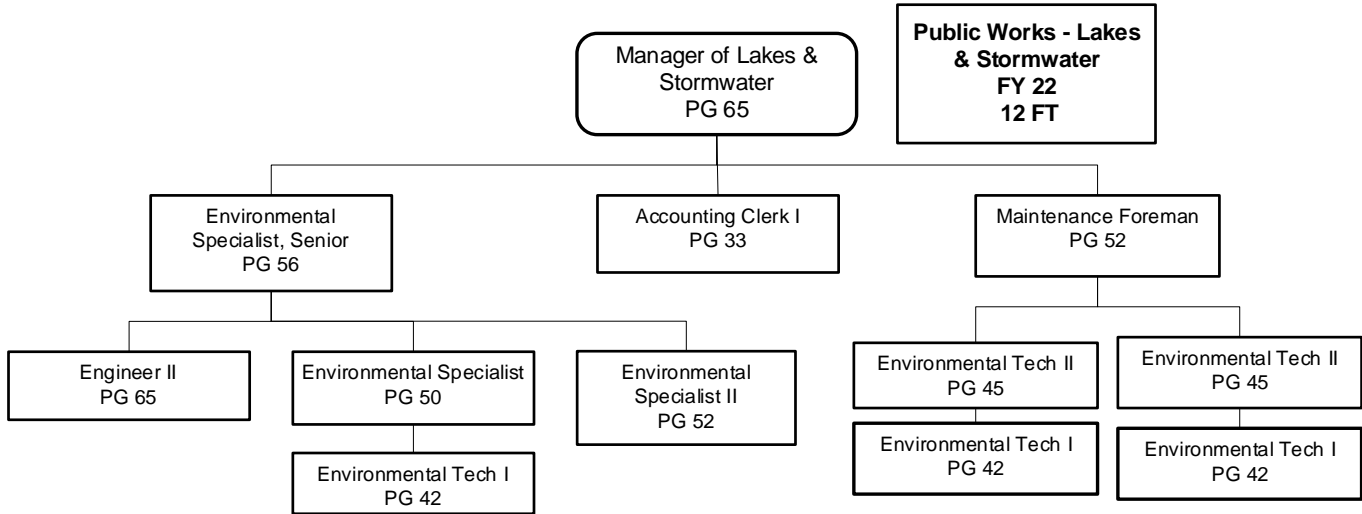 Public Works - Lakes
& Stormwater
FY 22
12 FT
Manager of Lakes &
Stormwater
PG 65
Environmental
Specialist, Senior
PG 56
Accounting Clerk I
PG 33
Maintenance Foreman
PG 52
Engineer II
PG 65
Environmental Specialist
PG 50
Environmental
Specialist II
PG 52
Environmental Tech II
PG 45
Environmental Tech II
PG 45
Environmental Tech I
PG 42
Environmental Tech I
PG 42
Environmental Tech I
PG 42